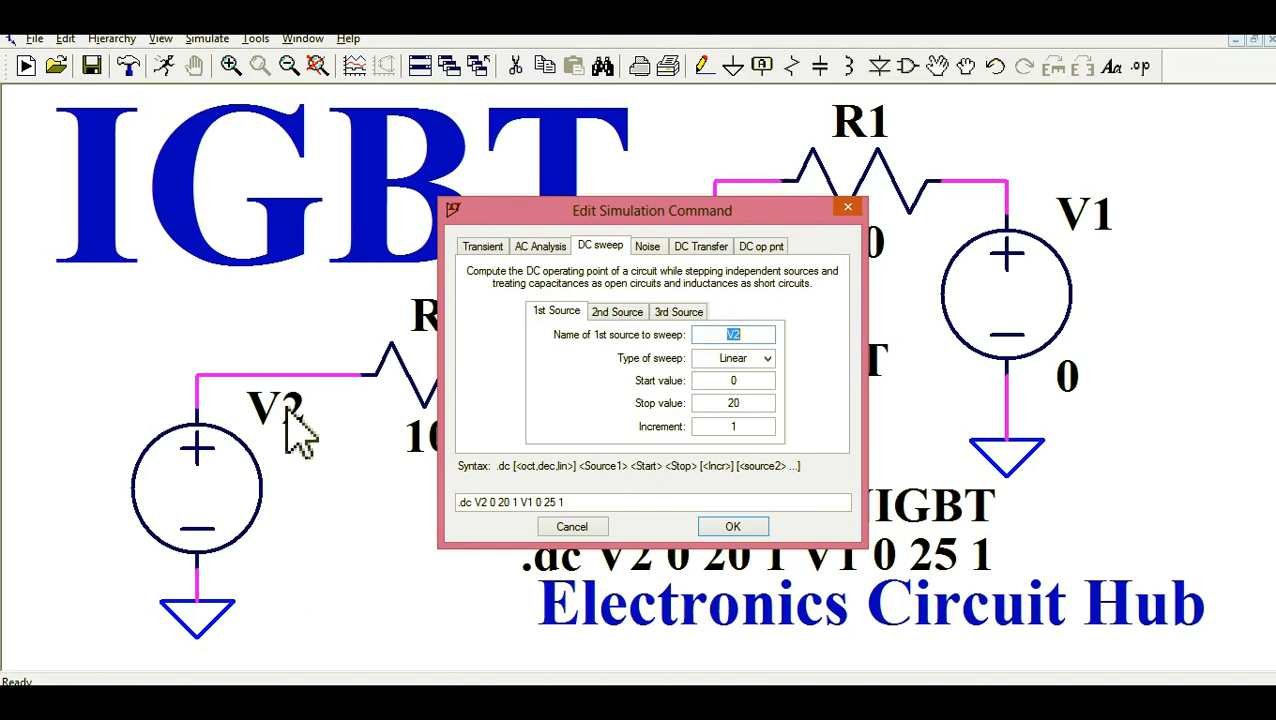 File Edit Hierarchy View Simulate Tools Window Help
.op
IGBT
R1
V1
0
0
R
V2
10
T
IGBT
.dc V2 0 20 1 V1 0 25 1
Electronics Circuit Hub
Edit Simulation Command
Transient AC Analysis DC sweep Noise DC Transfer DC op pnt
Compute the DC operating point of a circuit while stepping independent sources and
treating capacitances as open circuits and inductances as short circuits.
1st Source 2nd Source 3rd Source
Name of 1st source to sweep: V2
Type of sweep: Linear
Start value: 0
Stop value: 20
Increment: 1
Syntax: .dc [<oct,dec,lin>] <Source1> <Start> <Stop> [<Incr>] [<source2> ...]
.dc V2 0 20 1 V1 0 25 1
Cancel OK
Ready